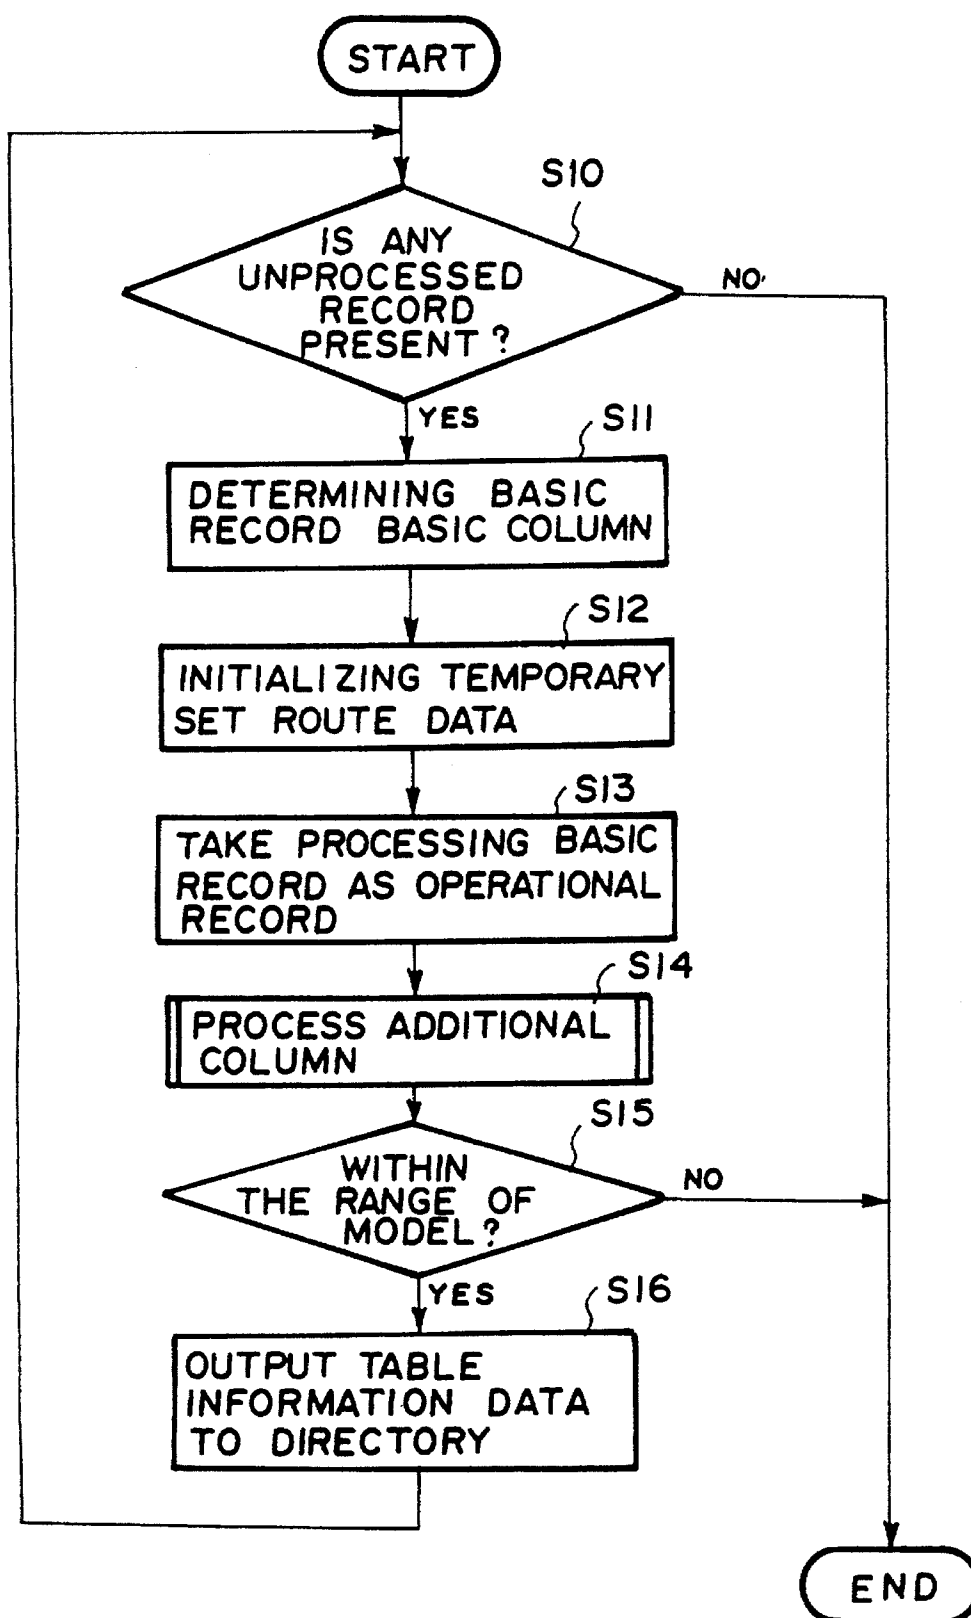 START
S10
IS ANY
UNPROCESSED
RECORD
PRESENT?
NO
YES
S11
DETERMINING BASIC
RECORD BASIC COLUMN
S12
INITIALIZING TEMPORARY
SET ROUTE DATA
S13
TAKE PROCESSING BASIC
RECORD AS OPERATIONAL
RECORD
S14
PROCESS ADDITIONAL
COLUMN
S15
WITHIN
THE RANGE OF
MODEL?
NO
YES
S16
OUTPUT TABLE
INFORMATION DATA
TO DIRECTORY
END